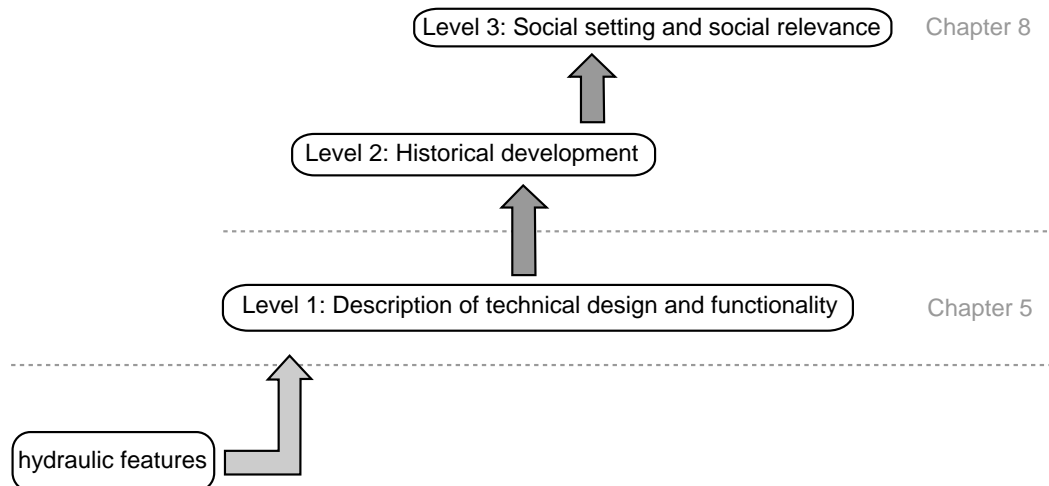 Level 3: Social setting and social relevance
Chapter 8
Level 2: Historical development
Level 1: Description of technical design and functionality
Chapter 5
hydraulic features